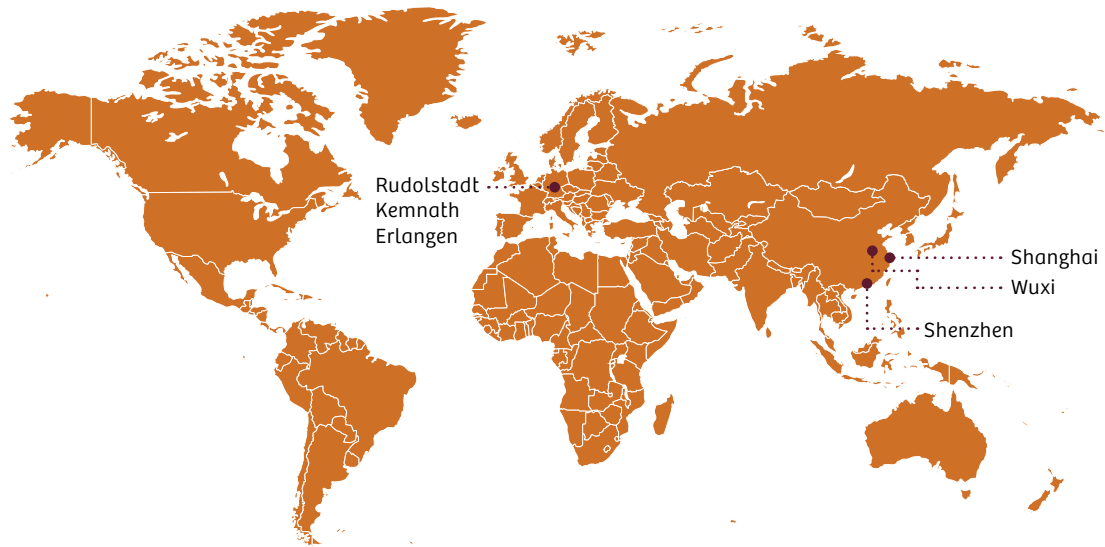 Rudolstadt
Kemnath
Erlangen
Shanghai
Wuxi
Shenzhen